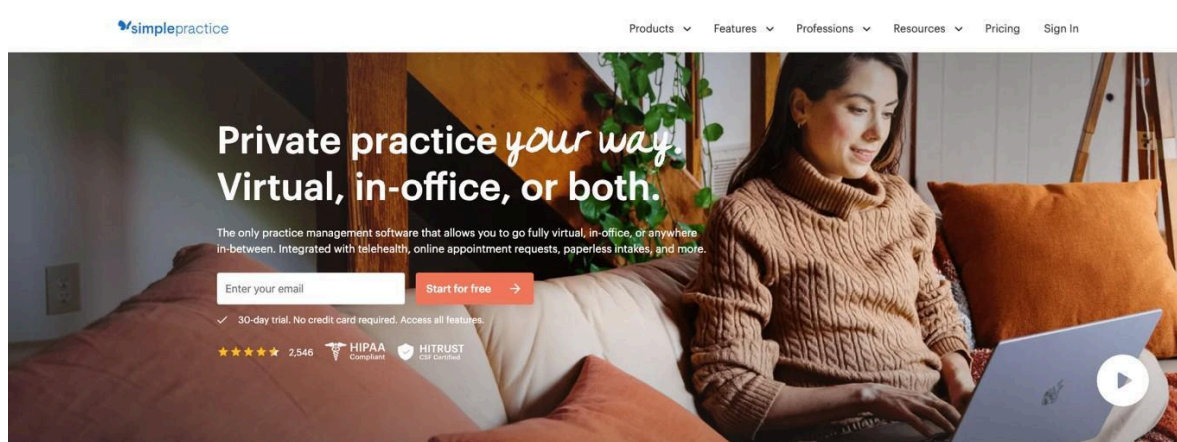 simplepractice
Products Features Professions Resources Pricing Sign In
Private practice your way.
Virtual, in-office, or both.
The only practice management software that allows you to go fully virtual, in-office, or anywhere
in-between. Integrated with telehealth, online appointment requests, paperless intakes, and more.
Enter your email Start for free →
✓ 30-day trial. No credit card required. Access all features.
2,546 HIPAA Compliant HITRUST CSF Certified